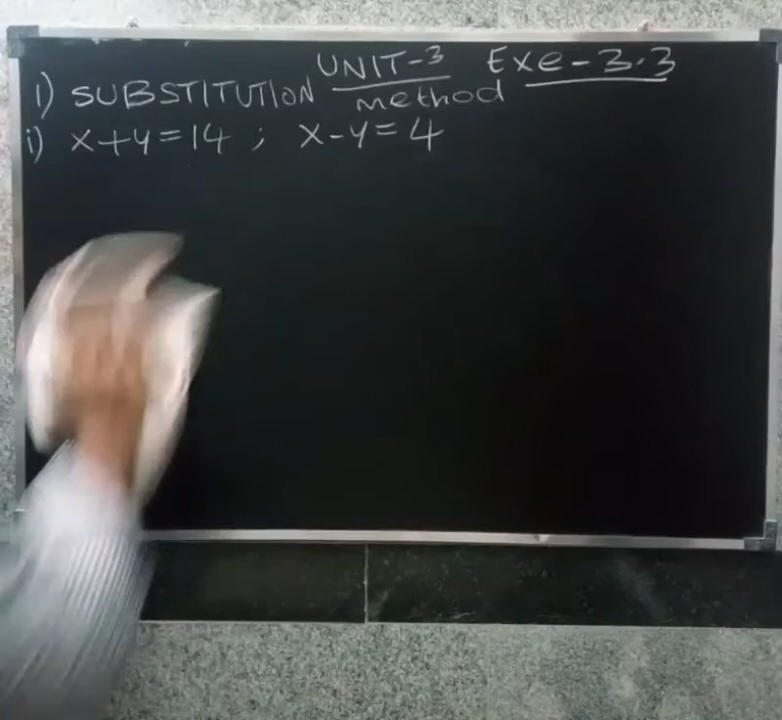 UNIT-3 Exe-3.3
1) SUBSTITUTION method
i) x+y=14 ; x-y=4